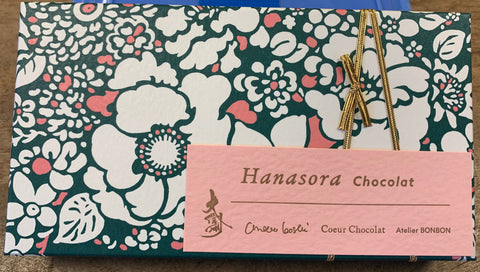 Hanasora Chocolat
Coeur Chocolat Atelier BONBON